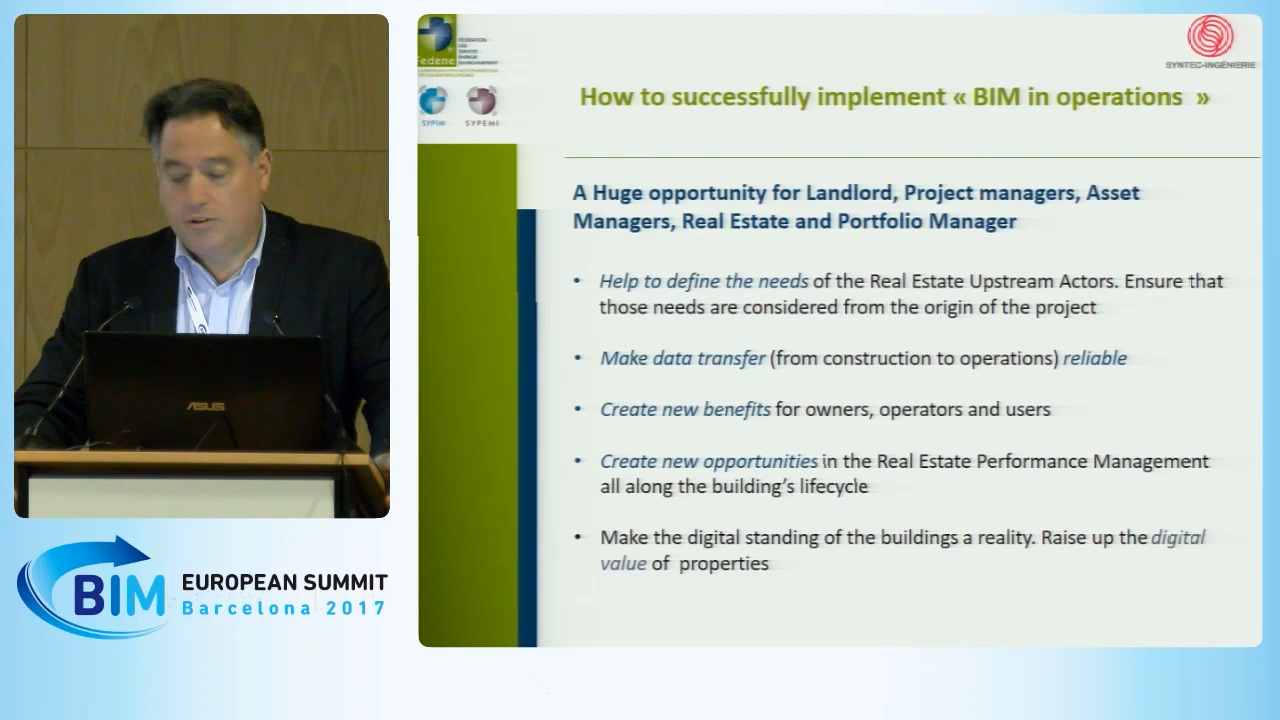 Fedene
SYNTEC-INGÉNIERIE
SYPIM SYPEMI
How to successfully implement « BIM in operations »
A Huge opportunity for Landlord, Project managers, Asset
Managers, Real Estate and Portfolio Manager
• Help to define the needs of the Real Estate Upstream Actors. Ensure that
those needs are considered from the origin of the project
• Make data transfer (from construction to operations) reliable
• Create new benefits for owners, operators and users
• Create new opportunities in the Real Estate Performance Management
all along the building's lifecycle
• Make the digital standing of the buildings a reality. Raise up the digital
value of properties
ASUS
BIM EUROPEAN SUMMIT
Barcelona 2017